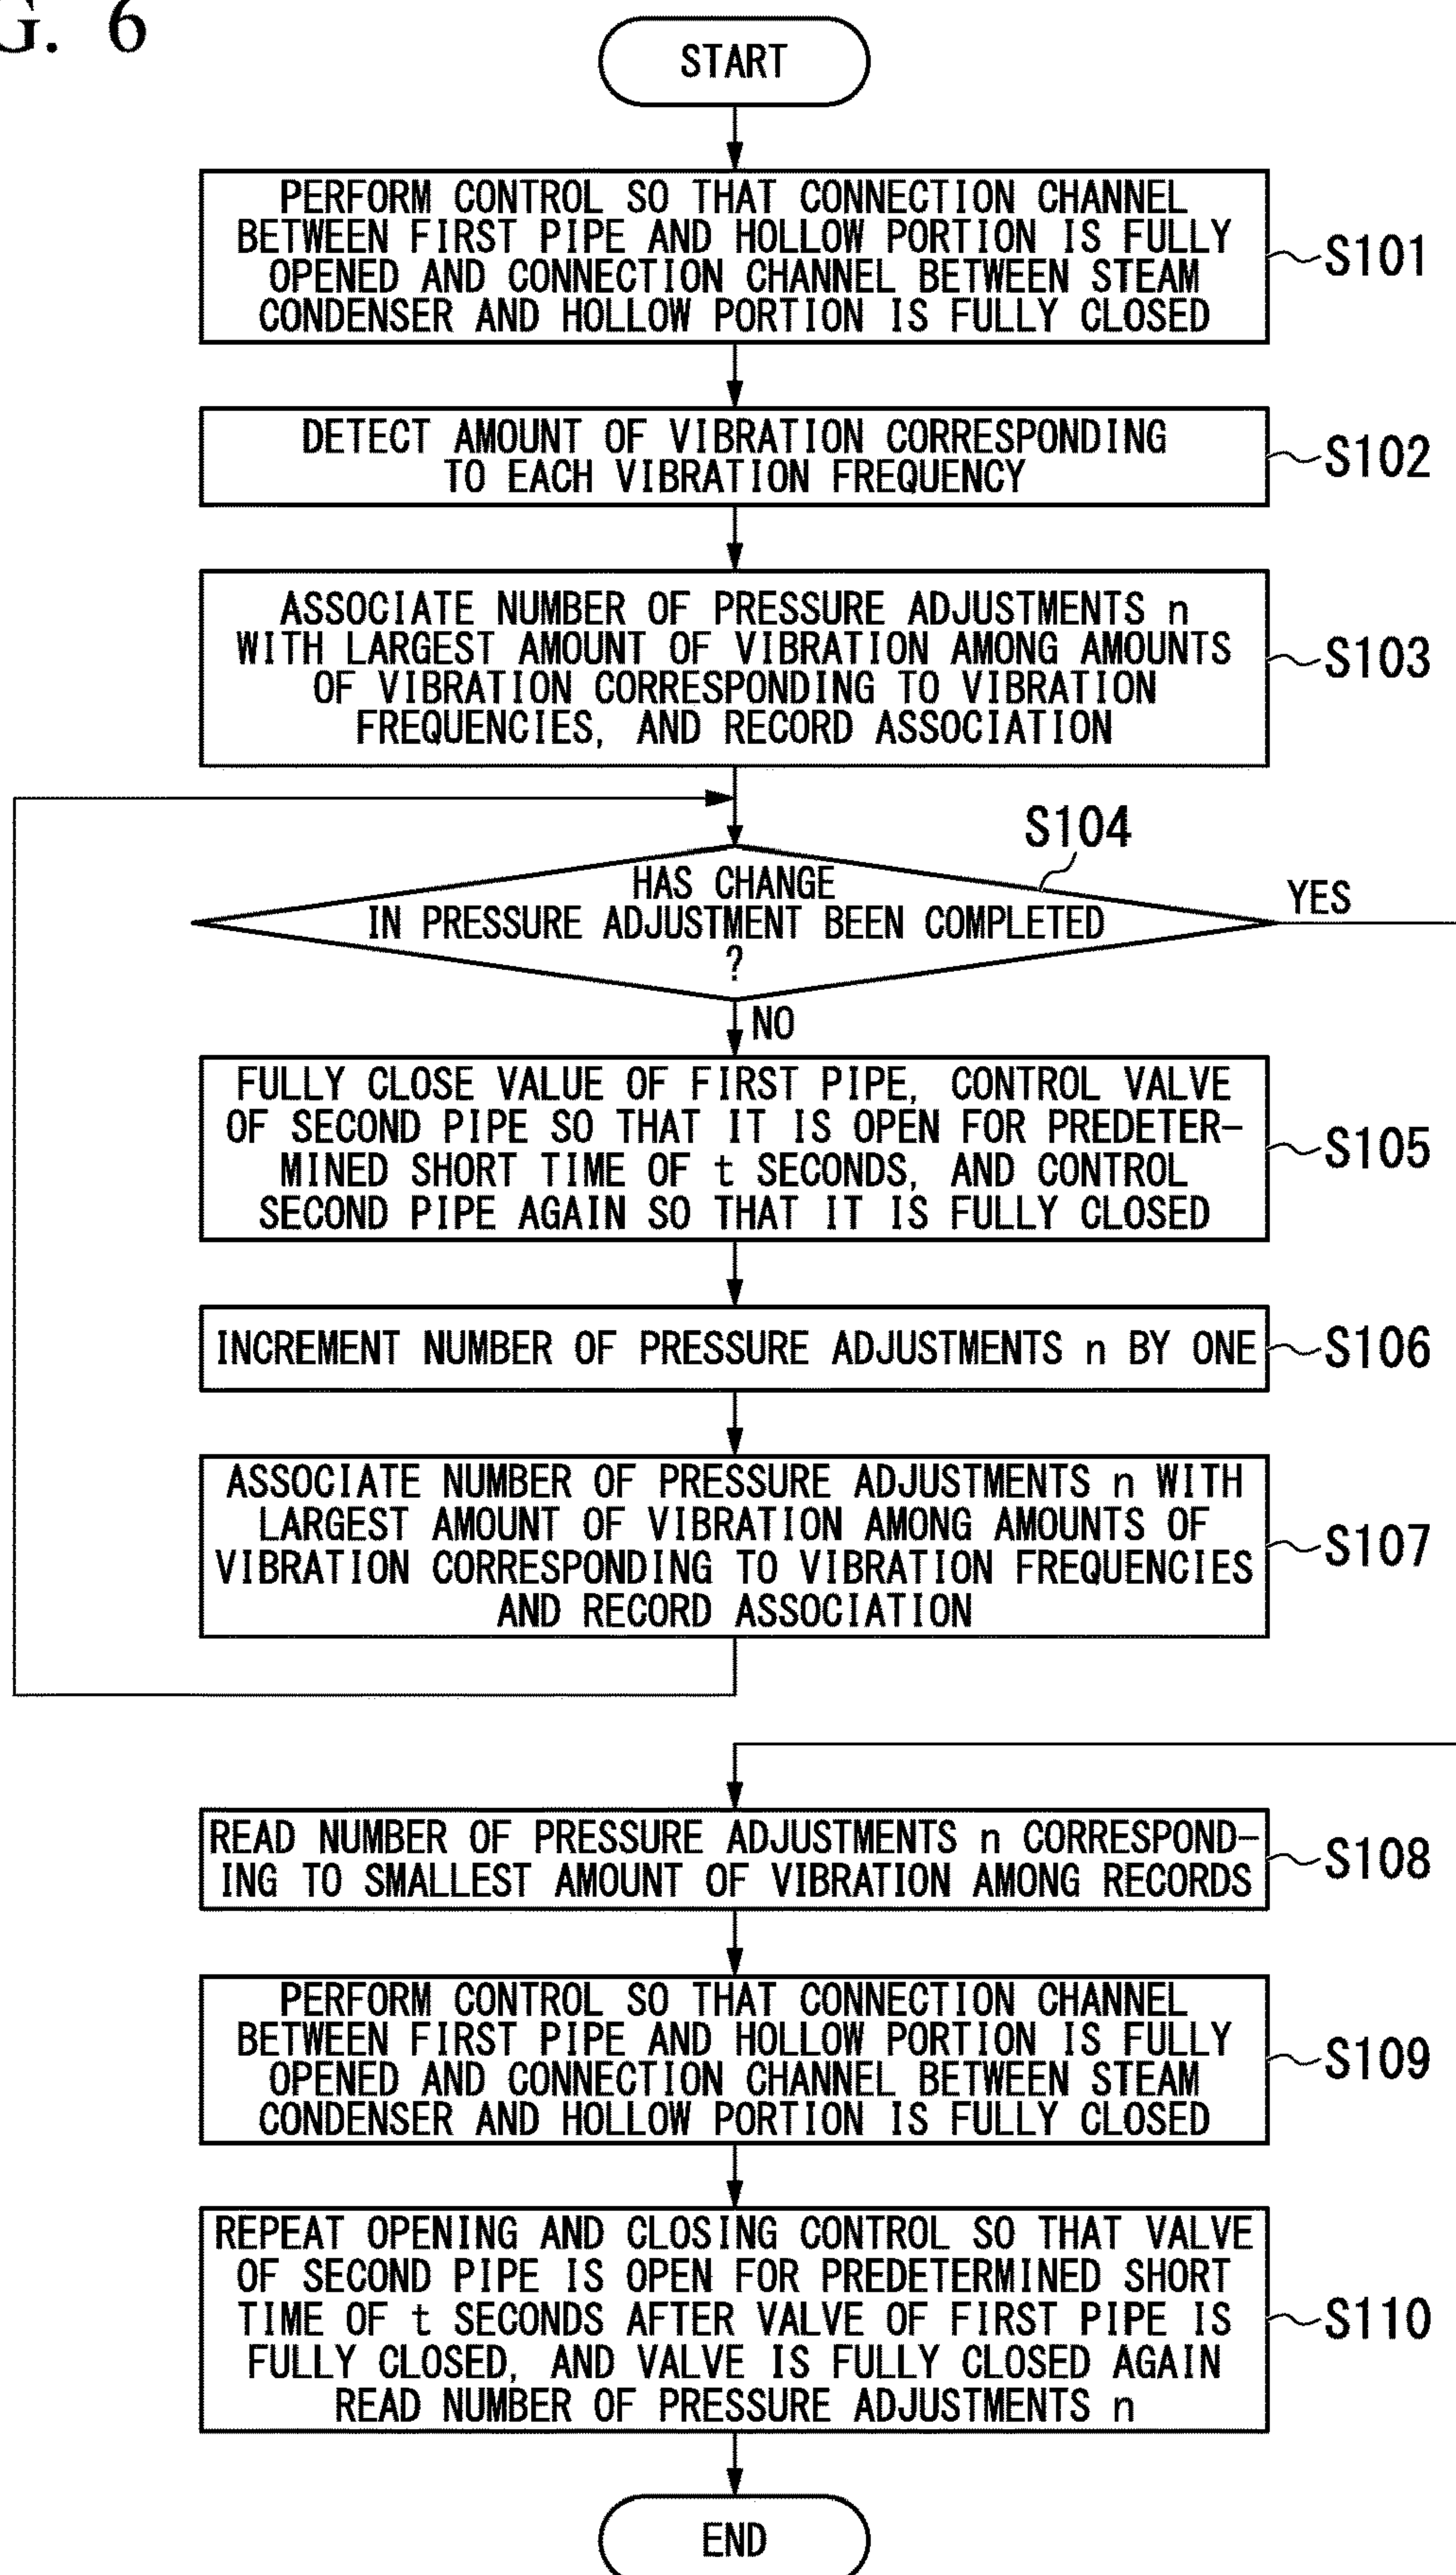 G. 6
START
PERFORM CONTROL SO THAT CONNECTION CHANNEL
BETWEEN FIRST PIPE AND HOLLOW PORTION IS FULLY
OPENED AND CONNECTION CHANNEL BETWEEN STEAM
CONDENSER AND HOLLOW PORTION IS FULLY CLOSED
S101
DETECT AMOUNT OF VIBRATION CORRESPONDING
TO EACH VIBRATION FREQUENCY
S102
ASSOCIATE NUMBER OF PRESSURE ADJUSTMENTS n
WITH LARGEST AMOUNT OF VIBRATION AMONG AMOUNTS
OF VIBRATION CORRESPONDING TO VIBRATION
FREQUENCIES, AND RECORD ASSOCIATION
S103
S104
HAS CHANGE
IN PRESSURE ADJUSTMENT BEEN COMPLETED
?
YES
NO
FULLY CLOSE VALUE OF FIRST PIPE, CONTROL VALVE
OF SECOND PIPE SO THAT IT IS OPEN FOR PREDETER-
MINED SHORT TIME OF t SECONDS, AND CONTROL
SECOND PIPE AGAIN SO THAT IT IS FULLY CLOSED
S105
INCREMENT NUMBER OF PRESSURE ADJUSTMENTS n BY ONE
S106
ASSOCIATE NUMBER OF PRESSURE ADJUSTMENTS n WITH
LARGEST AMOUNT OF VIBRATION AMONG AMOUNTS OF
VIBRATION CORRESPONDING TO VIBRATION FREQUENCIES
AND RECORD ASSOCIATION
S107
READ NUMBER OF PRESSURE ADJUSTMENTS n CORRESPOND-
ING TO SMALLEST AMOUNT OF VIBRATION AMONG RECORDS
S108
PERFORM CONTROL SO THAT CONNECTION CHANNEL
BETWEEN FIRST PIPE AND HOLLOW PORTION IS FULLY
OPENED AND CONNECTION CHANNEL BETWEEN STEAM
CONDENSER AND HOLLOW PORTION IS FULLY CLOSED
S109
REPEAT OPENING AND CLOSING CONTROL SO THAT VALVE
OF SECOND PIPE IS OPEN FOR PREDETERMINED SHORT
TIME OF t SECONDS AFTER VALVE OF FIRST PIPE IS
FULLY CLOSED, AND VALVE IS FULLY CLOSED AGAIN
READ NUMBER OF PRESSURE ADJUSTMENTS n
S110
END